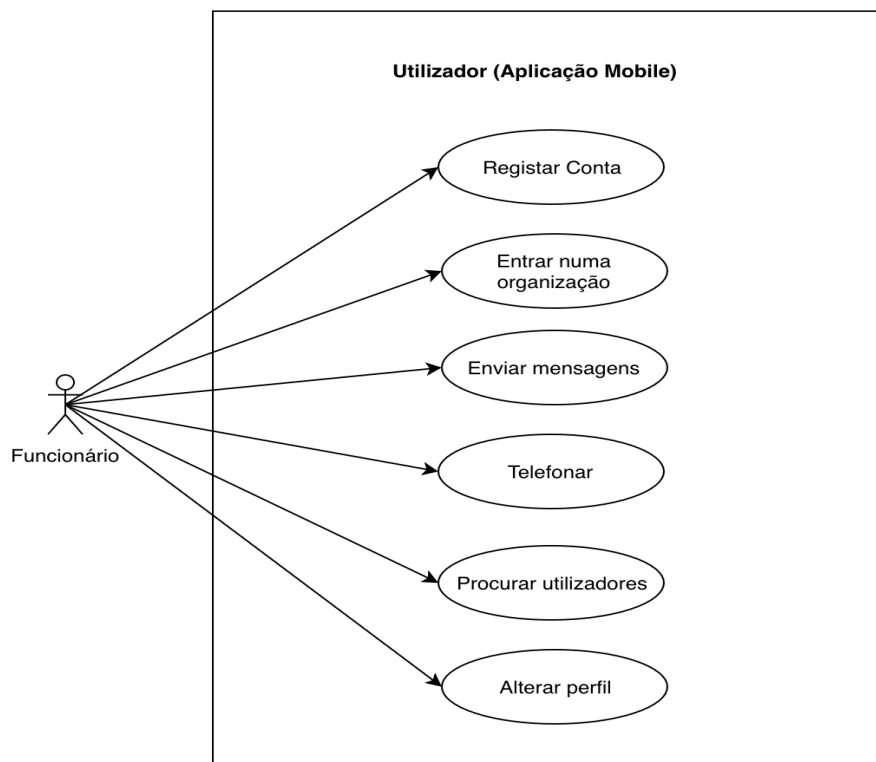 Utilizador (Aplicação Mobile)
Registar Conta
Entrar numa
organização
Enviar mensagens
Funcionário
Telefonar
Procurar utilizadores
Alterar perfil